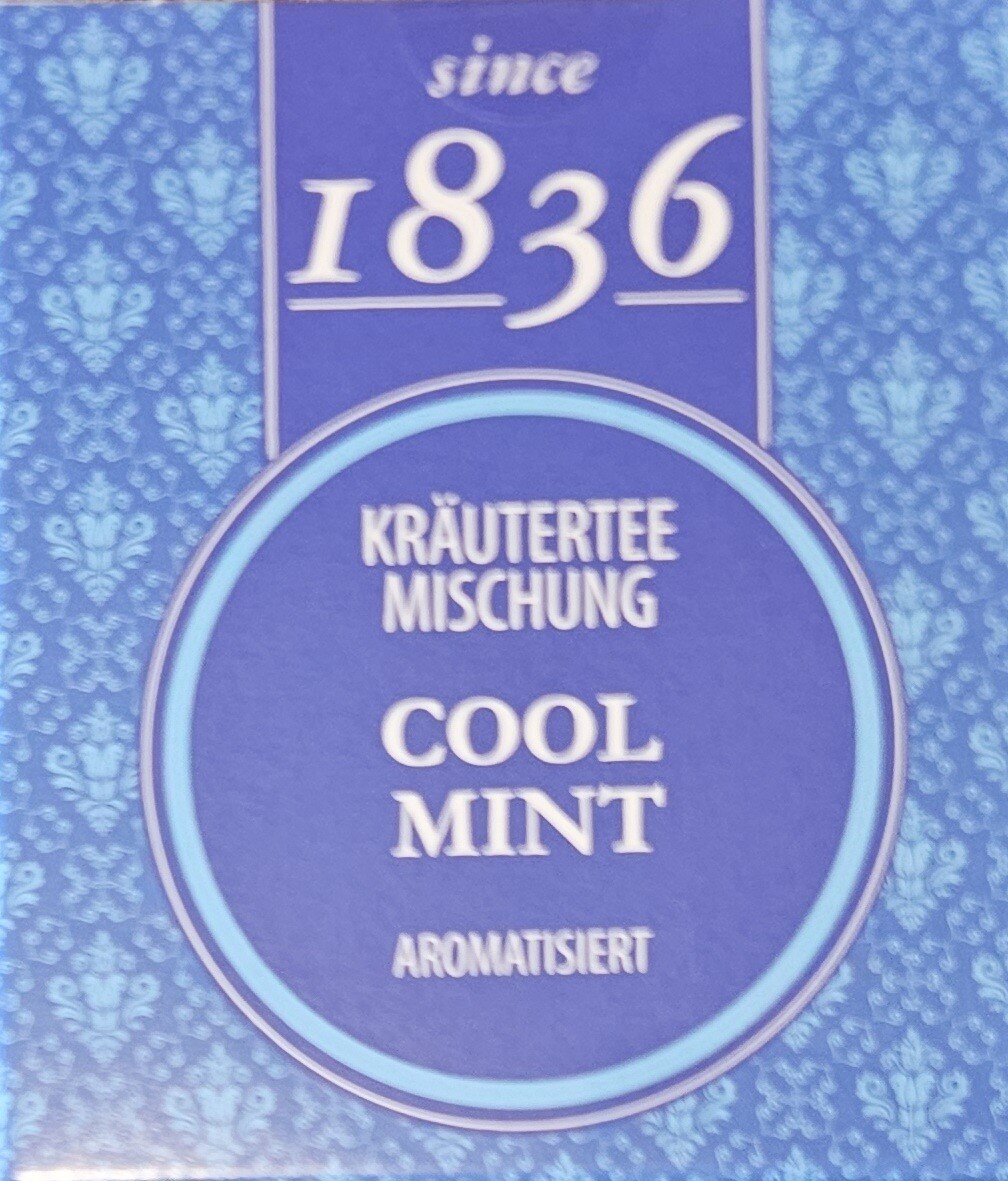 since
1836
KRÄUTERTEE
MISCHUNG
COOL
MINT
AROMATISIERT